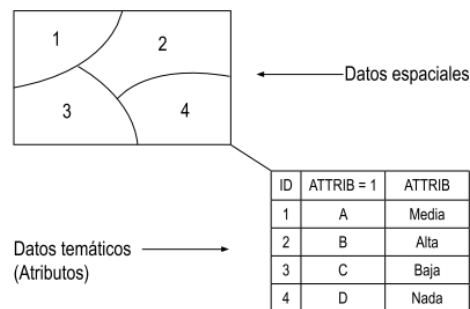 1
2
3
4
Datos espaciales
ID ATTRIB = 1 ATTRIB
1 A Media
2 B Alta
3 C Baja
4 D Nada
Datos temáticos
(Atributos)